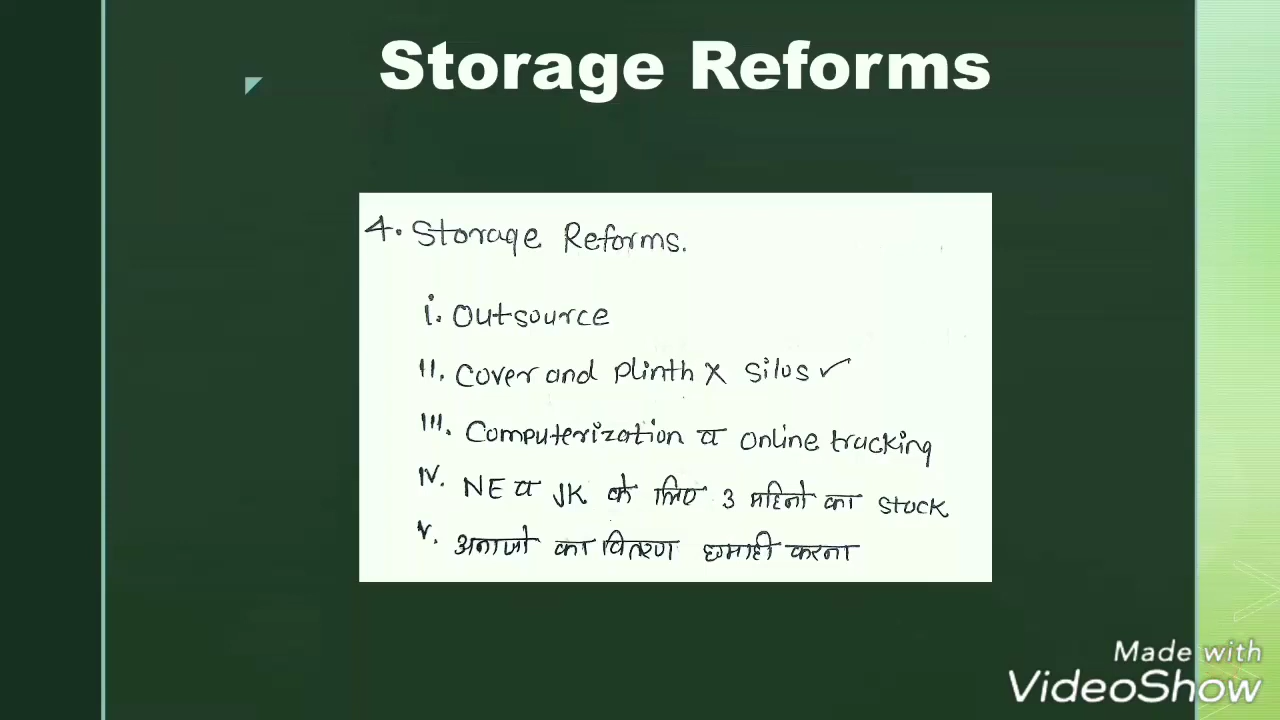 Storage Reforms
4. Storage Reforms.
i. Outsource
ii. Cover and plinth X Silos ✓
iii. Computerization व online tracking
iv. NE व JK के लिए 3 महिनो का stock
v. अनाजो का वितरण छमाही करना
Made with
VideoShow